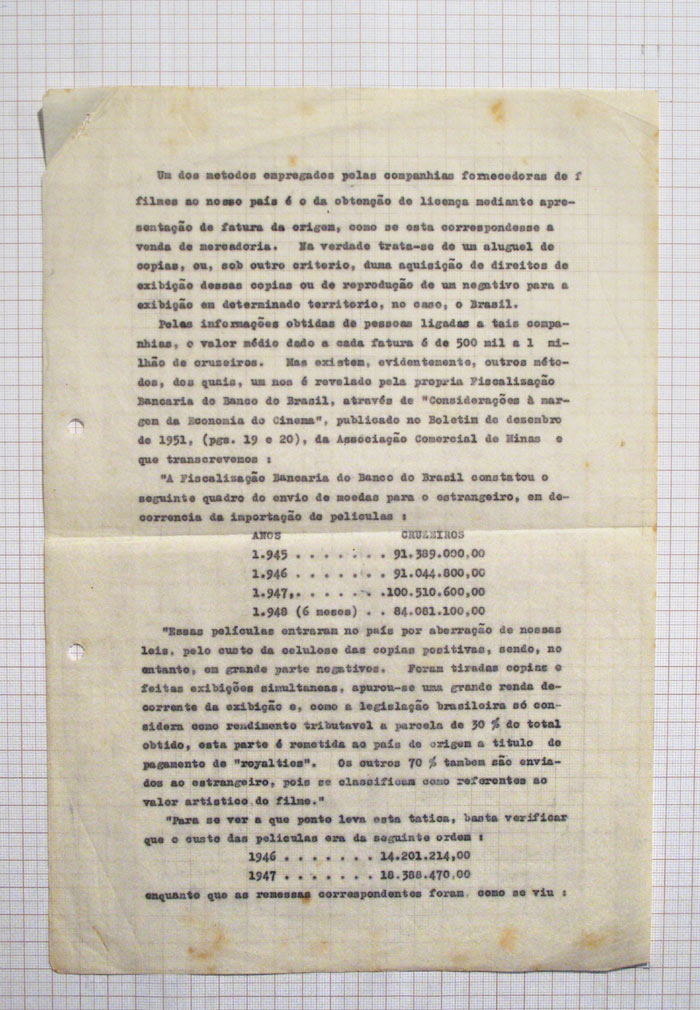 Um dos metodos empregados pelas companhias fornecedoras de f
filmes ao nosso país é o da obtenção de licença mediante apre-
sentação de fatura da origem, como se esta correspondesse a
venda de mercadoria. Na verdade trata-se de um aluguel de
copias, ou, sob outro criterio, duma aquisição de direitos de
exibição dessas copias ou de reprodução de um negativo para a
exibição em determinado territorio, no caso, o Brasil.
Pelas informações obtidas de pessoas ligadas a tais compa-
nhias, o valor médio dado a cada fatura é de 500 mil a 1 mi-
lhão de cruzeiros. Mas existem, evidentemente, outros méto-
dos, dos quais, um nos é revelado pela propria Fiscalização
Bancaria do Banco do Brasil, através de "Considerações à mar-
gem da Economia do Cinema", publicado no Boletim de dezembro
de 1951, (pgs. 19 e 20), da Associação Comercial de Minas e
que transcrevemos :
"A Fiscalização Bancaria do Banco do Brasil constatou o
seguinte quadro do envio de moedas para o estrangeiro, em de-
correncia da importação de peliculas :
ANOS CRUZEIROS
1.945 . . . . . . . 91.389.000,00
1.946 . . . . . . . 91.044.800,00
1.947,. . . . . . .100.510.600,00
1.948 (6 meses) . . 84.081.100,00
"Essas películas entraram no país por aberração de nossas
leis, pelo custo da celulose das copias positivas, sendo, no
entanto, em grande parte negativos. Foram tiradas copias e
feitas exibições simultaneas, apurou-se uma grande renda de-
corrente da exibição e, como a legislação brasileira só con-
sidera como rendimento tributavel a parcela de 30 % do total
obtido, esta parte é remetida ao país de origem a titulo de
pagamento de "royalties". Os outros 70 % tambem são envia-
dos ao estrangeiro, pois se classificam como referentes ao
valor artistico do filme."
"Para se ver a que ponto leva esta tatica, basta verificar
que o custo das peliculas era da seguinte ordem :
1946 . . . . . . . 14.201.214,00
1947 . . . . . . . 18.388.470,00
enquanto que as remessas correspondentes foram, como se viu :